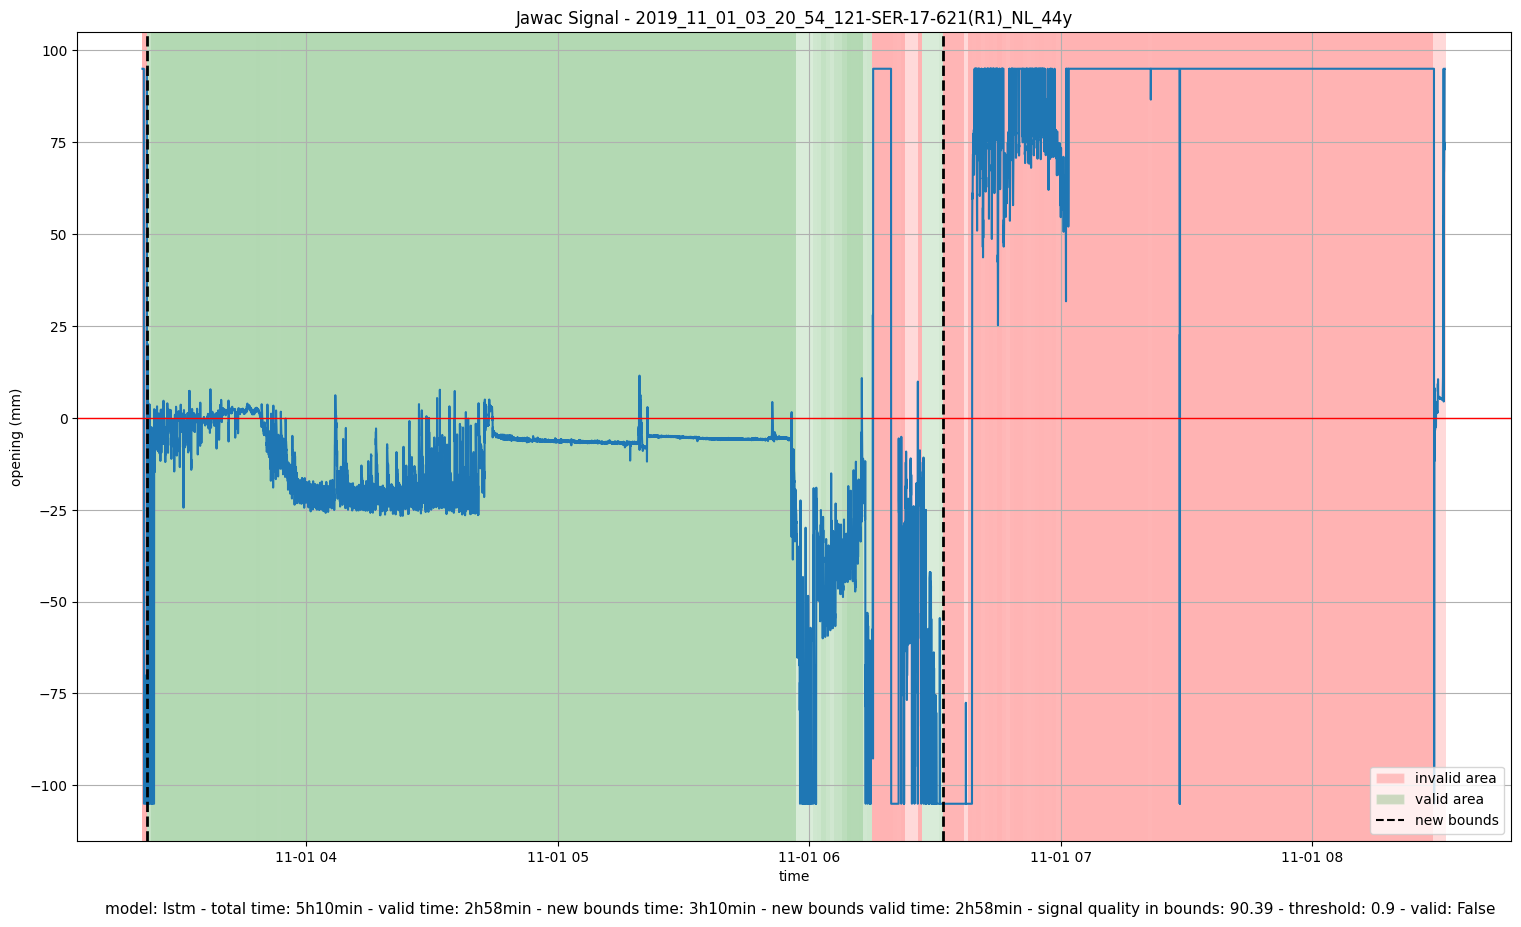 Jawac Signal - 2019_11_01_03_20_54_121-SER-17-621(R1)_NL_44y
opening (mm)
100
75
50
25
0
−25
−50
−75
−100
invalid area
valid area
new bounds
11-01 04
11-01 05
11-01 06
11-01 07
11-01 08
time
model: lstm - total time: 5h10min - valid time: 2h58min - new bounds time: 3h10min - new bounds valid time: 2h58min - signal quality in bounds: 90.39 - threshold: 0.9 - valid: False